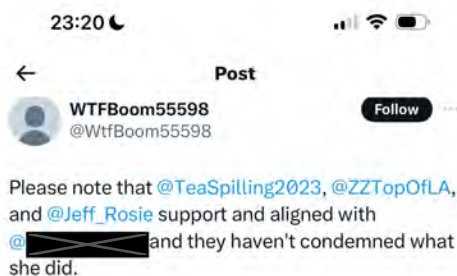 23:20
Post
WTFBoom55598
Follow
@WtfBoom55598
Please note that @TeaSpilling2023, @ZZTopOfLA,
and @Jeff_Rosie support and aligned with
@ and they haven't condemned what
she did.